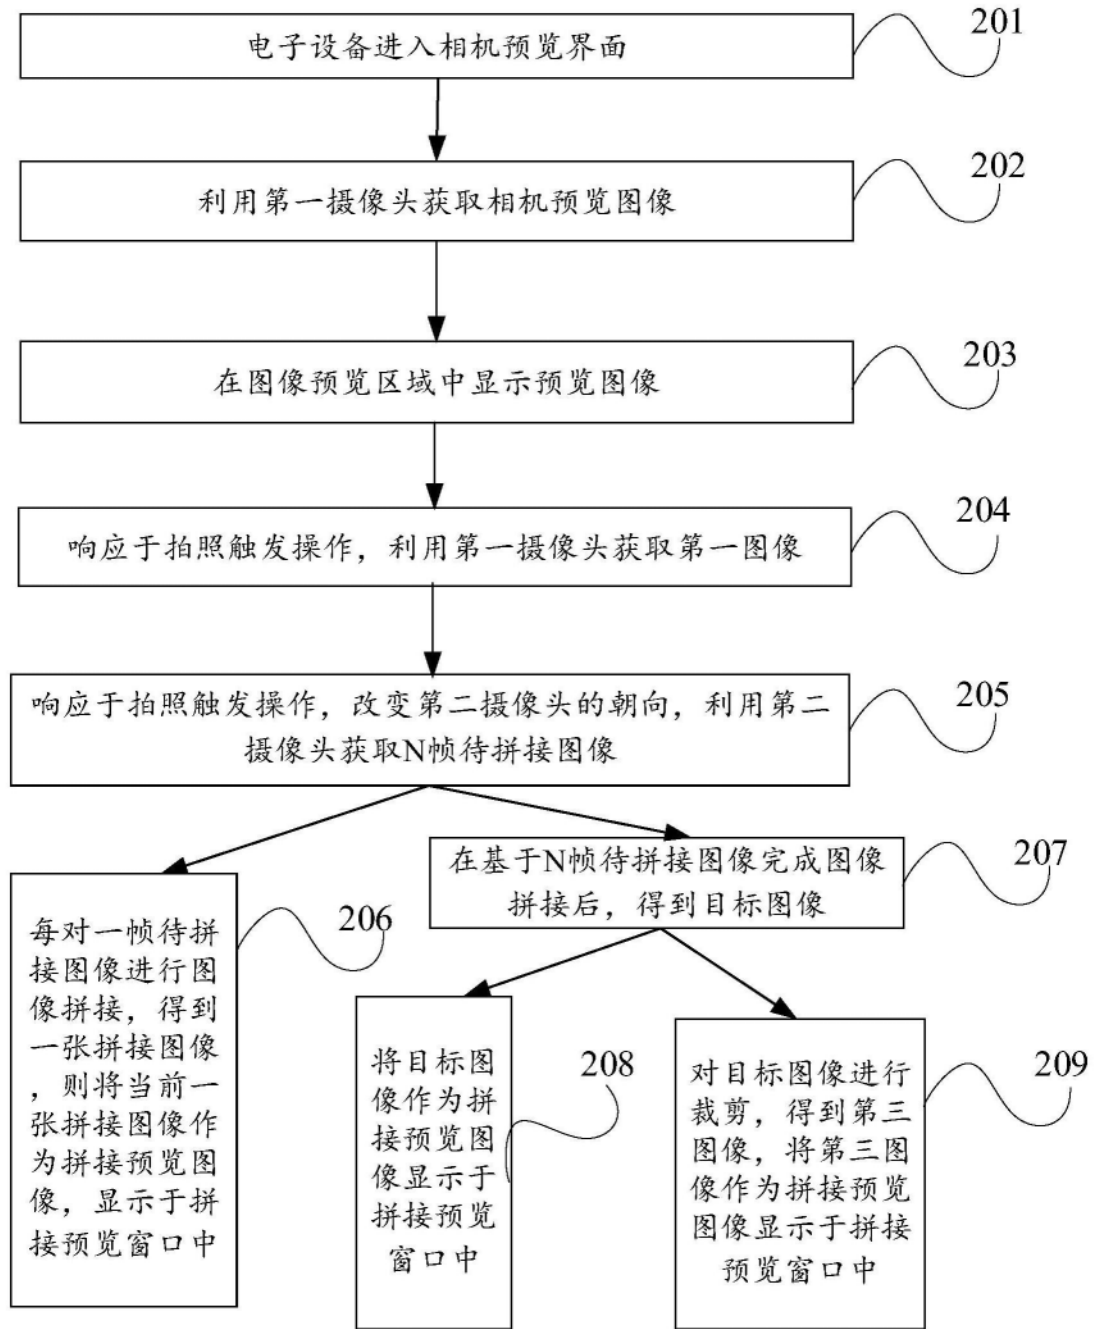 电子设备进入相机预览界面
201
利用第一摄像头获取相机预览图像
202
在图像预览区域中显示预览图像
203
响应于拍照触发操作，利用第一摄像头获取第一图像
204
响应于拍照触发操作，改变第二摄像头的朝向，利用第二
摄像头获取N帧待拼接图像
205
每对一帧待拼
接图像进行图
像拼接，得到
一张拼接图像
，则将当前一
张拼接图像作
为拼接预览图
像，显示于拼
接预览窗口中
206
在基于N帧待拼接图像完成图像
拼接后，得到目标图像
207
将目标图
像作为拼
接预览图
像显示于
拼接预览
窗口中
208
对目标图像进行
裁剪，得到第三
图像，将第三图
像作为拼接预览
图像显示于拼接
预览窗口中
209